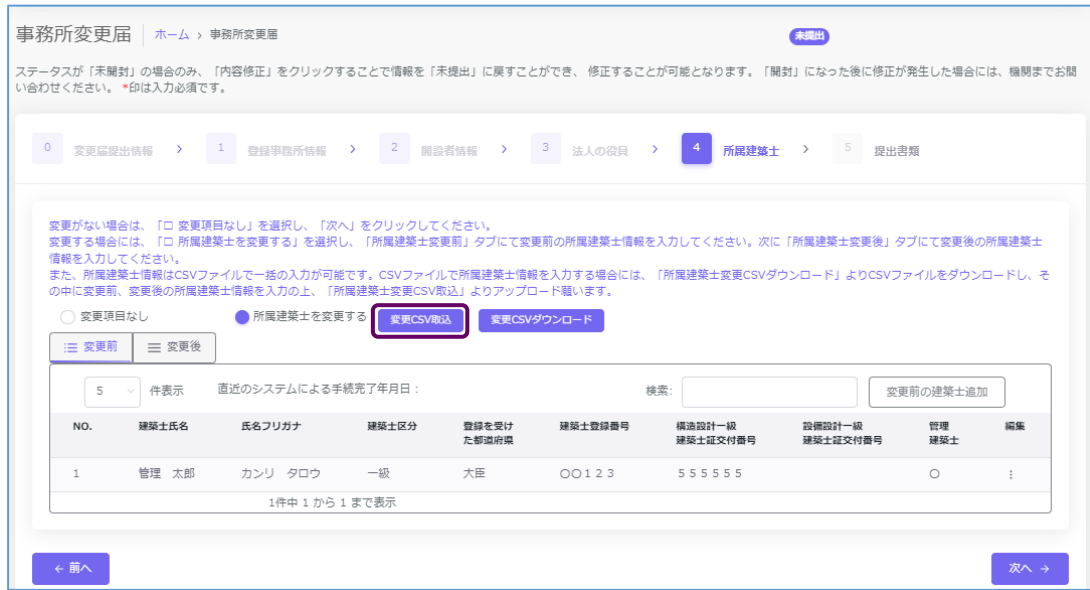 事務所変更届 ホーム › 事務所変更届 未提出
ステータスが「未開封」の場合のみ、「内容修正」をクリックすることで情報を「未提出」に戻すことができ、 修正することが可能となります。「開封」になった後に修正が発生した場合には、機関までお問
い合わせください。 *印は入力必須です。
0 変更届提出情報 › 1 登録事務所情報 › 2 開設者情報 › 3 法人の役員 › 4 所属建築士 › 5 提出書類
変更がない場合は、「□ 変更項目なし」を選択し、「次へ」をクリックしてください。
変更する場合には、「□ 所属建築士を変更する」を選択し、「所属建築士変更前」タブにて変更前の所属建築士情報を入力してください。次に「所属建築士変更後」タブにて変更後の所属建築士
情報を入力してください。
また、所属建築士情報はCSVファイルで一括の入力が可能です。CSVファイルで所属建築士情報を入力する場合には、「所属建築士変更CSVダウンロード」よりCSVファイルをダウンロードし、そ
の中に変更前、変更後の所属建築士情報を入力の上、「所属建築士変更CSV取込」よりアップロード願います。
変更項目なし 所属建築士を変更する 変更CSV取込 変更CSVダウンロード
変更前 変更後
5 件表示 直近のシステムによる手続完了年月日： 検索: 変更前の建築士追加
NO. 建築士氏名 氏名フリガナ 建築士区分 登録を受け 建築士登録番号 構造設計一級 設備設計一級 管理 編集
た都道府県 建築士証交付番号 建築士証交付番号 建築士
1 管理 太郎 カンリ タロウ 一級 大臣 〇〇１２３ ５５５５５５ 〇 ⋮
1件中 1 から 1 まで表示
← 前へ 次へ →